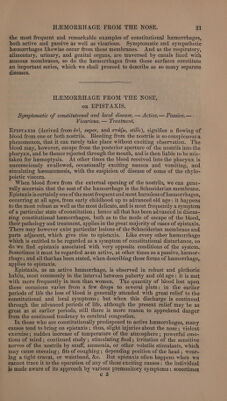 HÆMORRHAGE FROM THE NOSE. 21
the most frequent and remarkable examples of constitutional hæmorrhages,
both active and passive as well as vicarious. Symptomatic and sympathetic
hæmorrhages likewise occur from these membranes. And as the respiratory,
alimentary, urinary, and genital organs, are traversed by canals lined with
mucous membranes, so do the hæmorrhages from those surfaces constitute
an important series, which we shall proceed to describe as so many separate
diseases.
HÆMORRHAGE FROM THE NOSE,
OR EPISTAXIS.
Symptomatic of constitutional and local disease. — Active. — Passive. —
Vicarious. — Treatment.
EPISTAXIS (derived from ἐπὶ, super, and στάζω, stillo), signifies a flowing of
blood from one or both nostrils. Bleeding from the nostrils is so conspicuous a
phenomenon, that it can rarely take place without exciting observation. The
blood may, however, escape from the posterior aperture of the nostrils into the
pharynx, and be thence rejected through the mouth, and is then liable to be mis-
taken for hæmoptysis. At other times the blood received into the pharynx is
unconsciously swallowed, occasionally exciting nausea and vomiting, and
simulating hæmatemesis, with the suspicion of disease of some of the chylo-
poietic viscera.
When blood flows from the external opening of the nostrils, we can gene-
rally ascertain that the seat of the hæmorrhage is the Schneiderian membrane.
Epistaxis is certainly one of the most frequent and most harmless of hæmorrhages,
occurring at all ages, from early childhood up to advanced old age: it happens
to the most robust as well as the most delicate, and is most frequently a symptom
of a particular state of constitution; hence all that has been advanced in discus-
sing constitutional hæmorrhage, both as to the mode of escape of the blood,
their pathology and treatment, applies to the great majority of cases of epistaxis.
There may however exist particular lesions of the Schneiderian membrane and
parts adjacent, which give rise to epistaxis. Like every other hæmorrhage
which is entitled to be regarded as a symptom of constitutional disturbance, so
do we find epistaxis associated with very opposite conditions of the system.
Sometimes it must be regarded as active, at other times as a passive, hæmorr-
hage; and all that has been stated, when describing these forms of hæmorrhage,
applies to epistaxis.
Epistaxis, as an active hæmorrhage, is observed in robust and plethoric
habits, most commonly in the interval between puberty and old age: it is met
with more frequently in men than women. The quantity of blood lost upon
these occasions varies from a few drops to several pints: in the earlier
periods of life the loss of blood is generally attended with great relief to the
constitutional and local symptoms; but when this discharge is continued
through the advanced periods of life, although the present relief may be as
great as at earlier periods, still there is more reason to apprehend danger
from the continued tendency to cerebral congestion.
In those who are constitutionally predisposed to active hæmorrhages, many
causes tend to bring on epistaxis: thus, slight injuries about the nose; violent
exercise; sudden increase of temperature of the atmosphere; powerful emo-
tions of mind; continued study; stimulating food; irritation of the sensitive
nerves of the nostrils by snuff, ammonia, or other volatile stimulants, which
may cause sneezing; fits of coughing; depending position of the head; wear-
ing a tight cravat, or waistband, &c. But epistaxis often happens when we
cannot trace it to the operation of any of these exciting causes: the individual
is made aware of its approach by various premonitory symptoms; sometimes
C 3